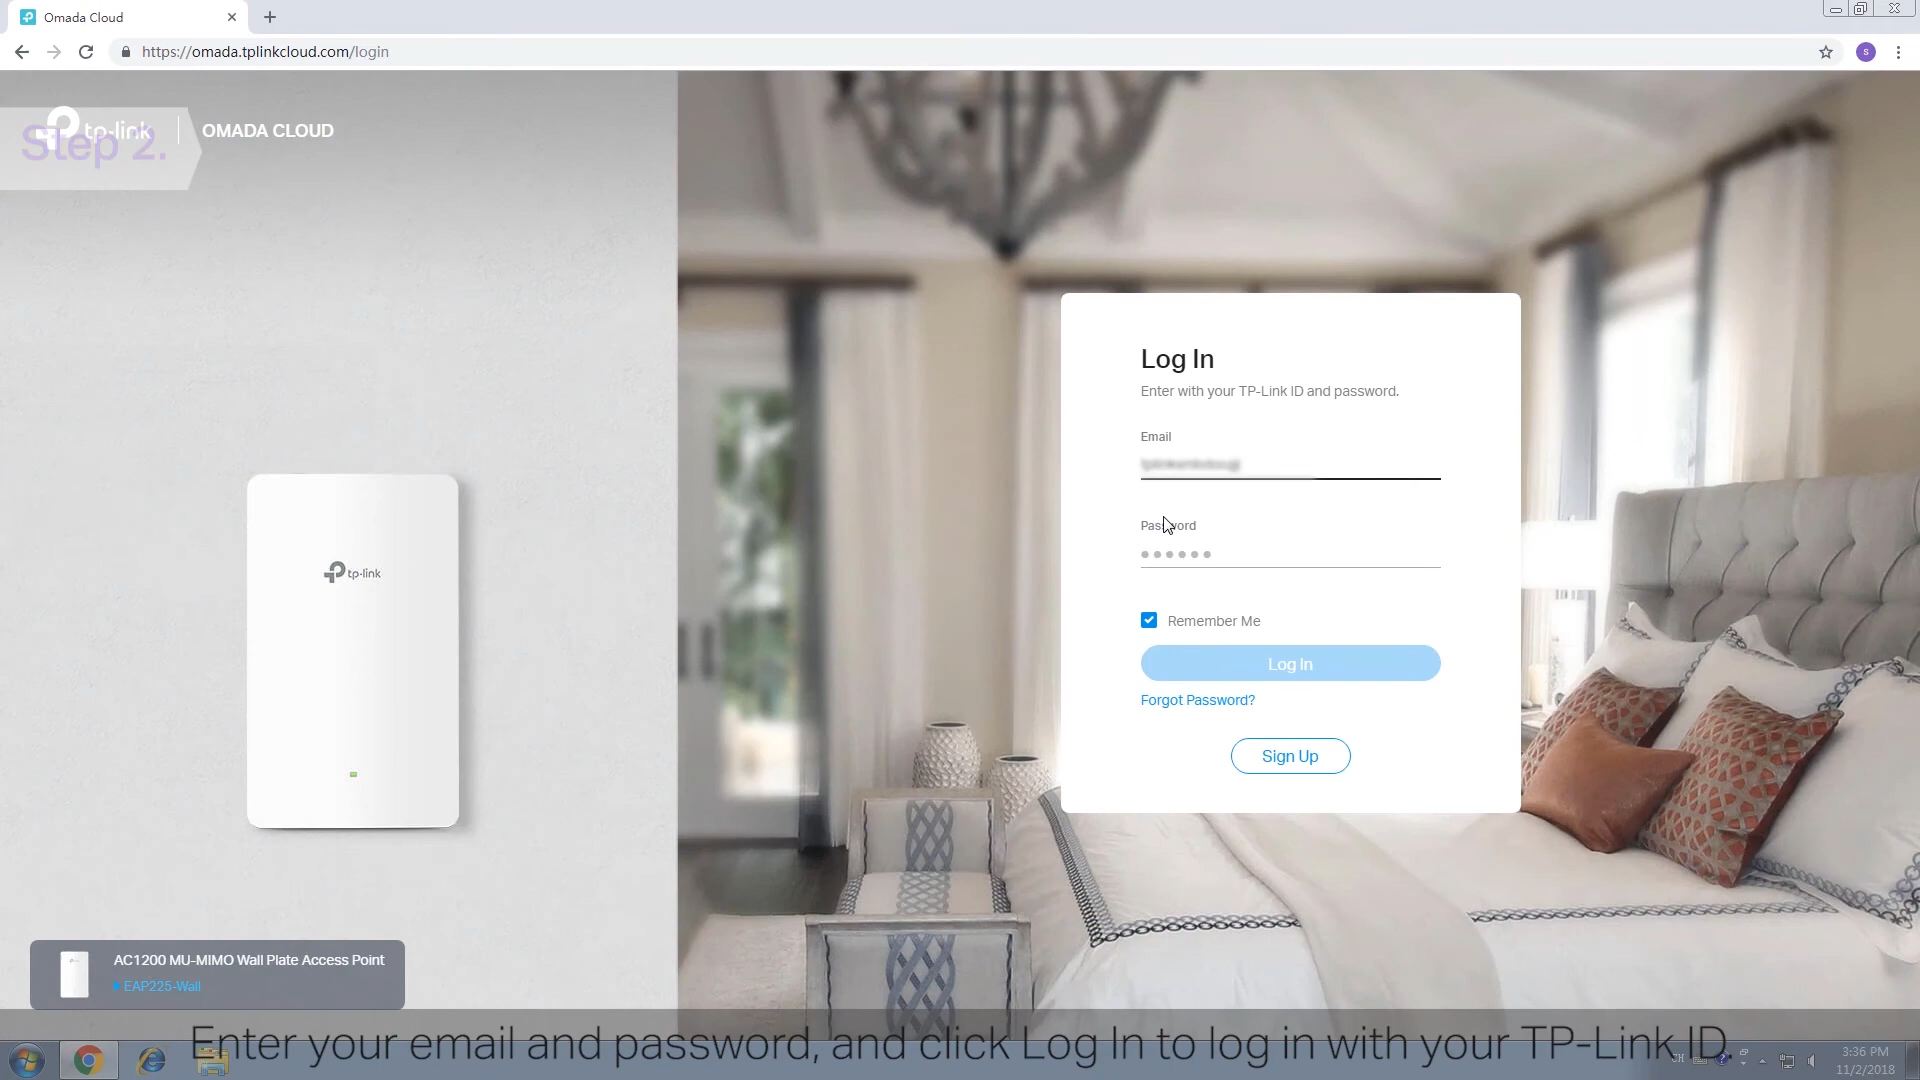 Omada Cloud
https://omada.tplinkcloud.com/login
s
tp-link
OMADA CLOUD
Step 2.
Log In
Enter with your TP-Link ID and password.
Email
Password
Remember Me
Log In
Forgot Password?
Sign Up
tp-link
AC1200 MU-MIMO Wall Plate Access Point
EAP225-Wall
Enter your email and password, and click Log In to log in with your TP-Link ID
CH
3:36 PM
11/2/2018